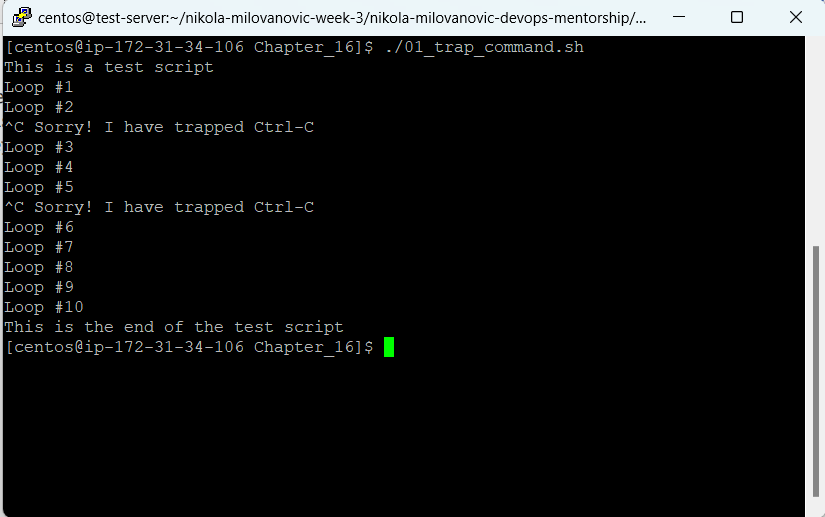 centos@test-server:~/nikola-milovanovic-week-3/nikola-milovanovic-devops-mentorship/...
[centos@ip-172-31-34-106 Chapter_16]$ ./01_trap_command.sh
This is a test script
Loop #1
Loop #2
^C Sorry! I have trapped Ctrl-C
Loop #3
Loop #4
Loop #5
^C Sorry! I have trapped Ctrl-C
Loop #6
Loop #7
Loop #8
Loop #9
Loop #10
This is the end of the test script
[centos@ip-172-31-34-106 Chapter_16]$